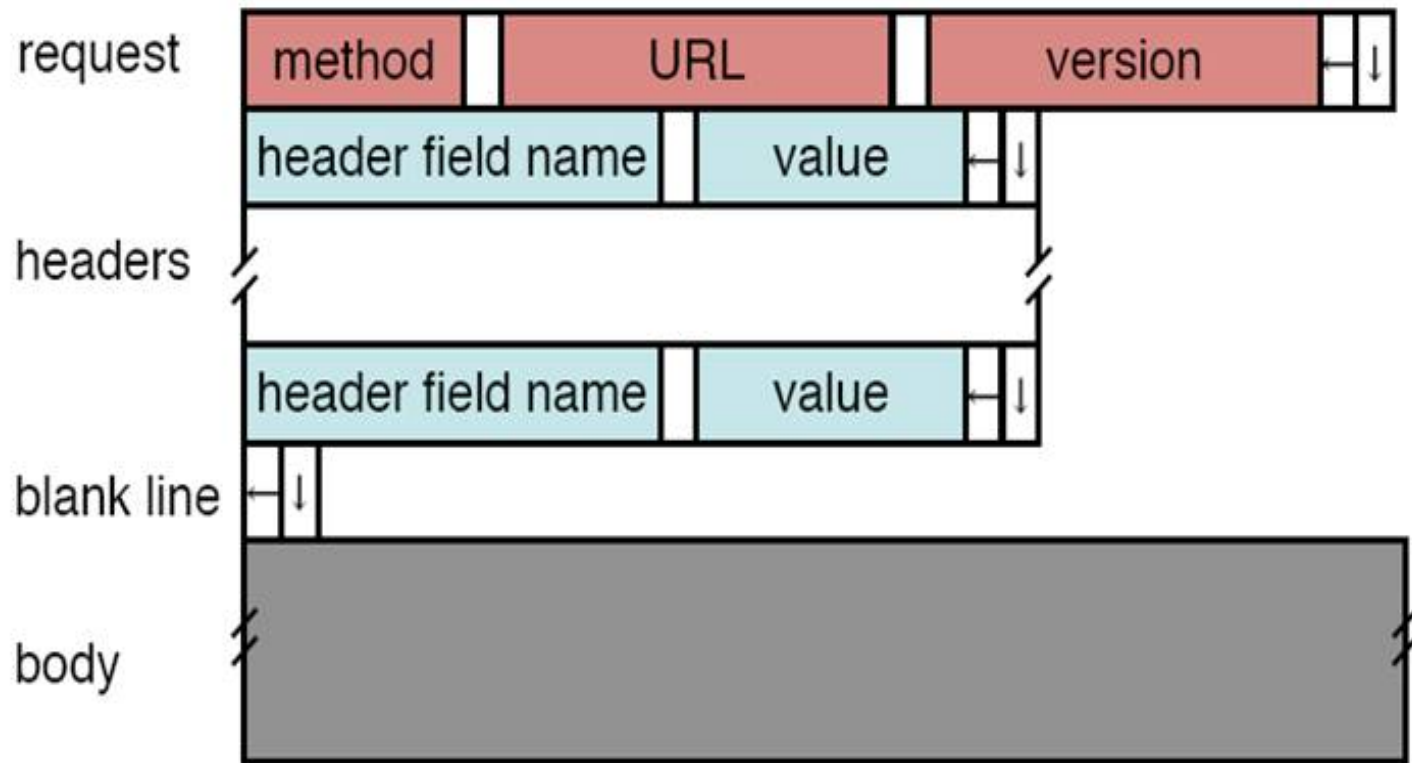 request method URL version ← ↓
header field name value ← ↓
headers
header field name value ← ↓
blank line ← ↓
body